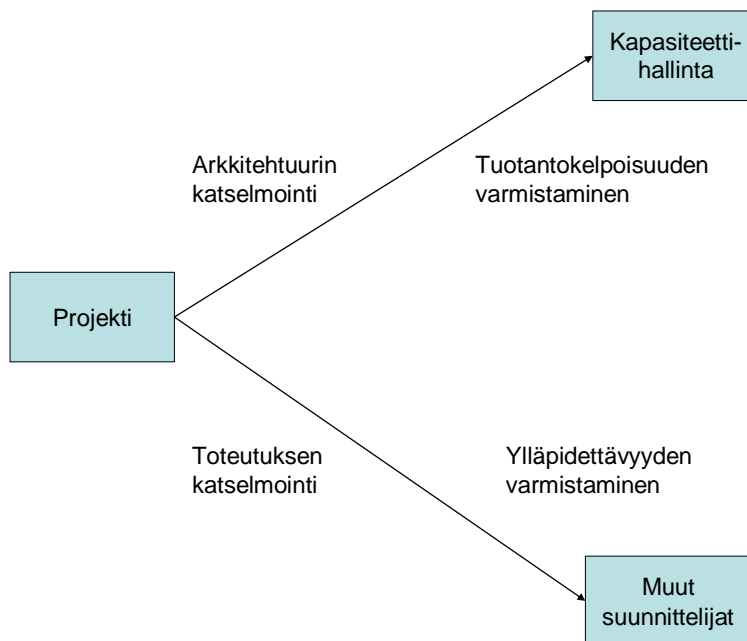 Kapasiteetti-
hallinta
Arkkitehtuurin
katselmointi
Tuotantokelpoisuuden
varmistaminen
Projekti
Toteutuksen
katselmointi
Ylläpidettävyyden
varmistaminen
Muut
suunnittelijat